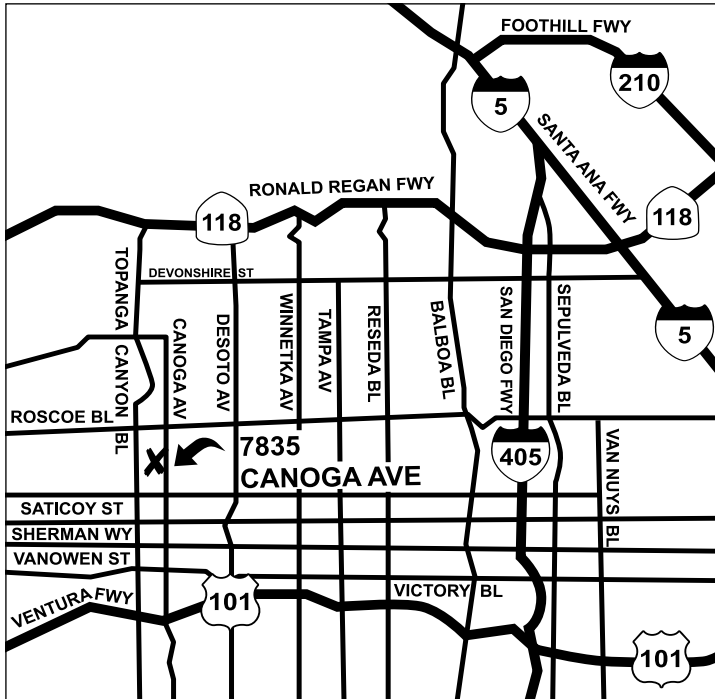 FOOTHILL FWY
210
5
SANTA ANA FWY
RONALD REGAN FWY
118
118
DEVONSHIRE ST
TOPANGA CANYON BL
CANOGA AV
DESOTO AV
WINNETKA AV
TAMPA AV
RESEDA BL
BALBOA BL
SAN DIEGO FWY
SEPULVEDA BL
5
ROSCOE BL
7835
CANOGA AVE
405
VAN NUYS BL
SATICOY ST
SHERMAN WY
VANOWEN ST
VICTORY BL
VENTURA FWY
101
101